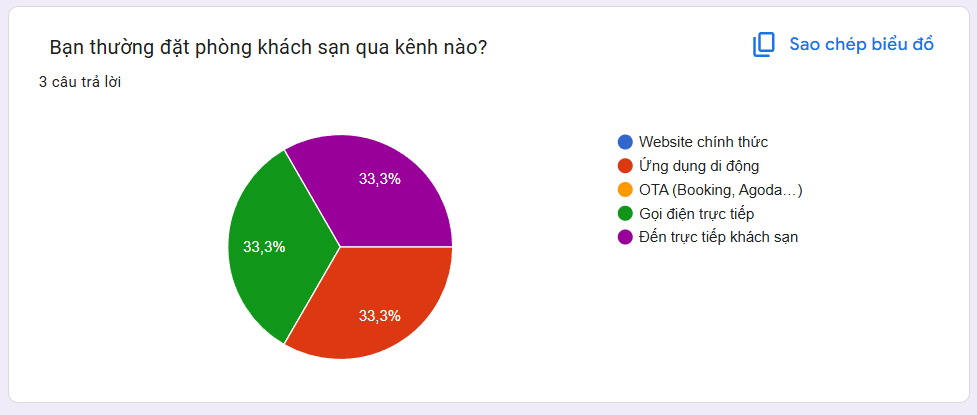 Bạn thường đặt phòng khách sạn qua kênh nào?
Sao chép biểu đồ
3 câu trả lời
33,3%
33,3%
33,3%
Website chính thức
Ứng dụng di động
OTA (Booking, Agoda…)
Gọi điện trực tiếp
Đến trực tiếp khách sạn